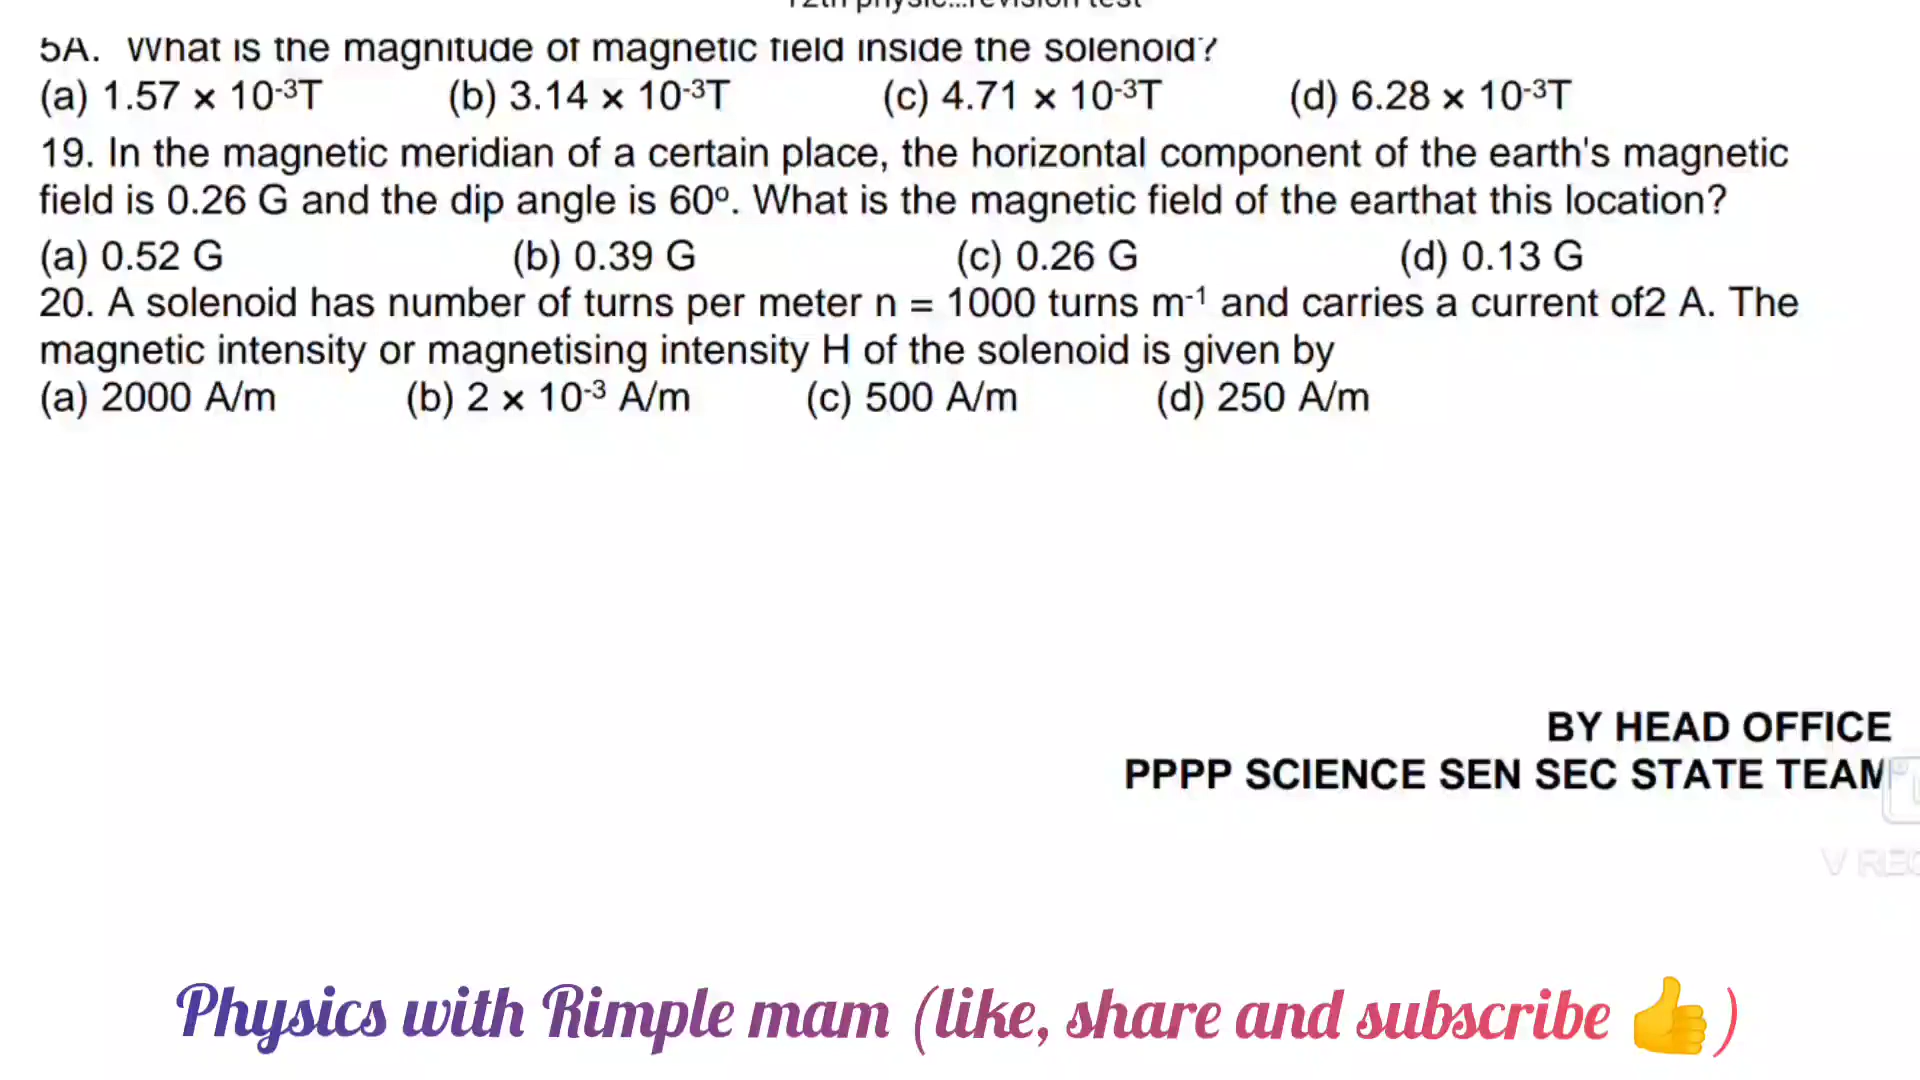 12th physic...revision test
5A. What is the magnitude of magnetic field inside the solenoid?
(a) 1.57 × 10⁻³T (b) 3.14 × 10⁻³T (c) 4.71 × 10⁻³T (d) 6.28 × 10⁻³T
19. In the magnetic meridian of a certain place, the horizontal component of the earth's magnetic
field is 0.26 G and the dip angle is 60º. What is the magnetic field of the earthat this location?
(a) 0.52 G (b) 0.39 G (c) 0.26 G (d) 0.13 G
20. A solenoid has number of turns per meter n = 1000 turns m⁻¹ and carries a current of2 A. The
magnetic intensity or magnetising intensity H of the solenoid is given by
(a) 2000 A/m (b) 2 × 10⁻³ A/m (c) 500 A/m (d) 250 A/m
BY HEAD OFFICE
PPPP SCIENCE SEN SEC STATE TEAM
Physics with Rimple mam (like, share and subscribe 👍)